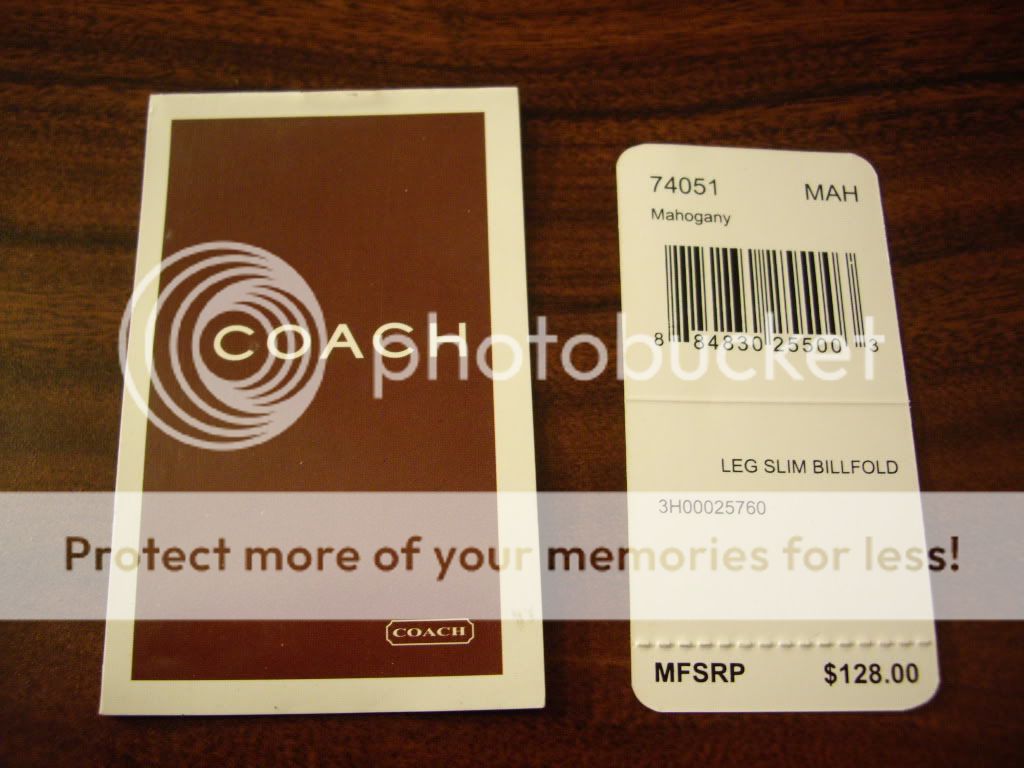 COACH
COACH
74051 MAH
Mahogany
8 84830 25500 3
LEG SLIM BILLFOLD
3H00025760
MFSRP $128.00
photobucket
Protect more of your memories for less!